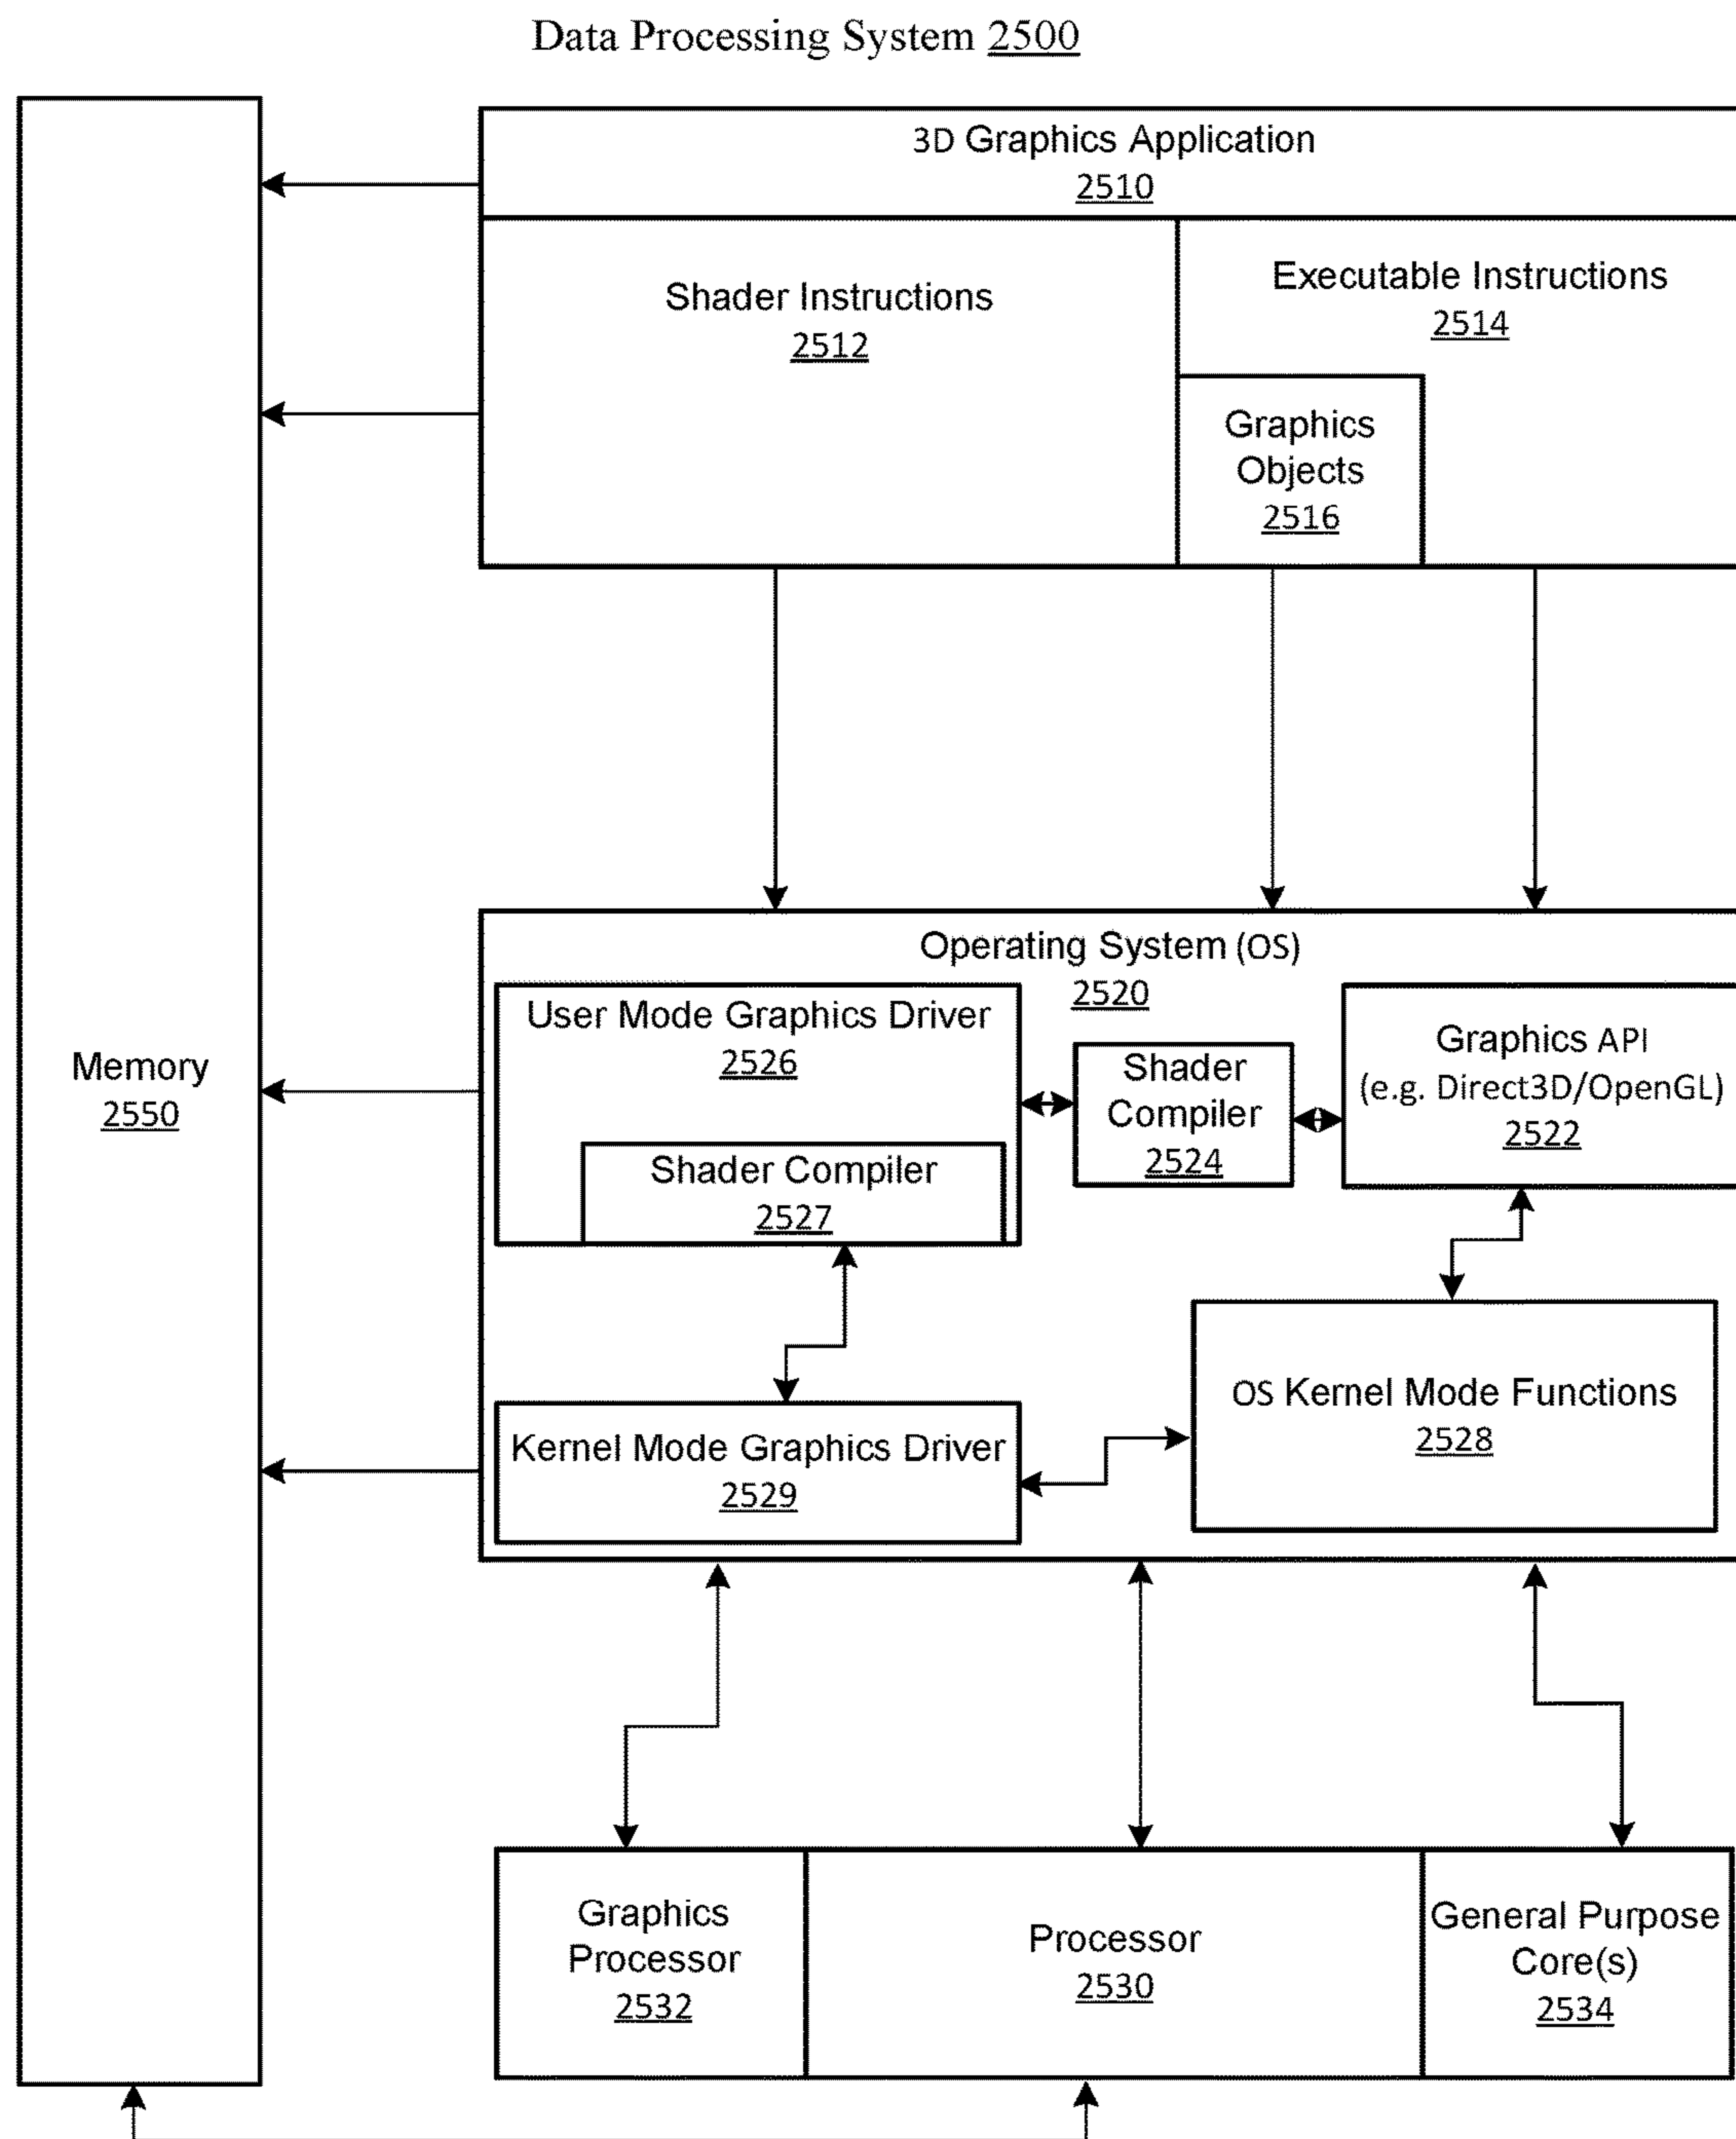 Data Processing System 2500
3D Graphics Application
2510
Shader Instructions
2512
Executable Instructions
2514
Graphics
Objects
2516
Memory
2550
Operating System (OS)
2520
User Mode Graphics Driver
2526
Shader Compiler
2527
Shader
Compiler
2524
Graphics API
(e.g. Direct3D/OpenGL)
2522
Kernel Mode Graphics Driver
2529
OS Kernel Mode Functions
2528
Graphics
Processor
2532
Processor
2530
General Purpose
Core(s)
2534